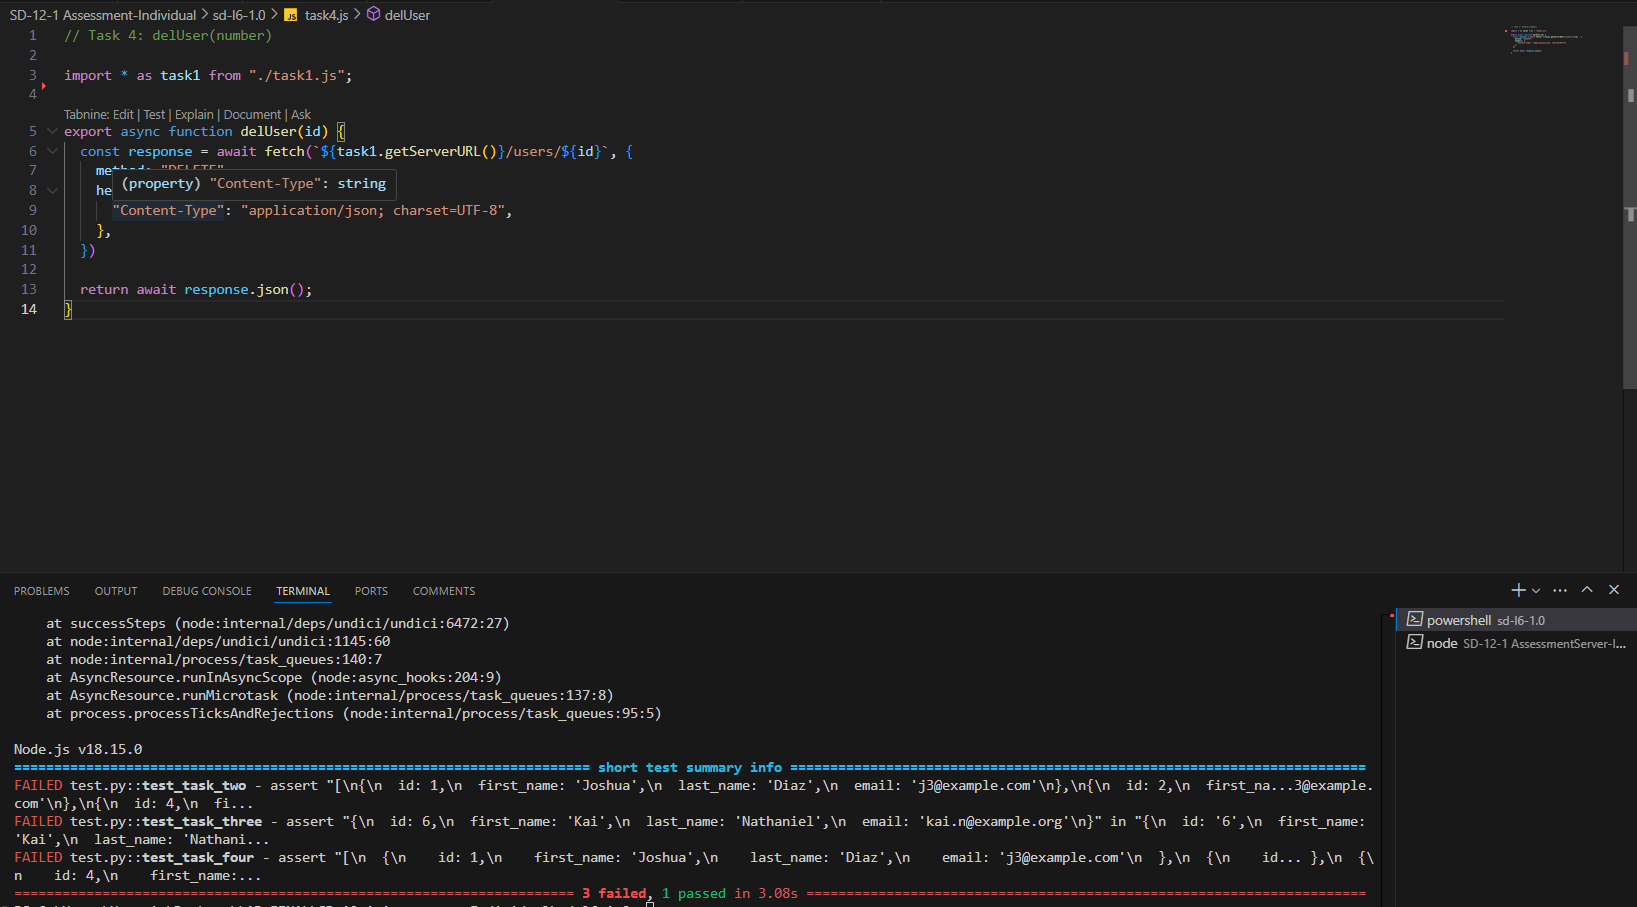 SD-12-1 Assessment-Individual > sd-l6-1.0 > JS task4.js > delUser
1 // Task 4: delUser(number)
2
3 import * as task1 from "./task1.js";
4
Tabnine: Edit | Test | Explain | Document | Ask
5 export async function delUser(id) {
6 const response = await fetch(`${task1.getServerURL()}/users/${id}`, {
7
(property) "Content-Type": string
8 he
9 "Content-Type": "application/json; charset=UTF-8",
10 },
11 })
12
13 return await response.json();
14 }
PROBLEMS OUTPUT DEBUG CONSOLE TERMINAL PORTS COMMENTS
at successSteps (node:internal/deps/undici/undici:6472:27)
at node:internal/deps/undici/undici:1145:60
at node:internal/process/task_queues:140:7
at AsyncResource.runInAsyncScope (node:async_hooks:204:9)
at AsyncResource.runMicrotask (node:internal/process/task_queues:137:8)
at process.processTicksAndRejections (node:internal/process/task_queues:95:5)
Node.js v18.15.0
short test summary info
FAILED test.py::test_task_two - assert "[\n{\n  id: 1,\n  first_name: 'Joshua',\n  last_name: 'Diaz',\n  email: 'j3@example.com'\n},\n{\n  id: 2,\n  first_na...3@example.
com'\n},\n{\n  id: 4,\n  fi...
FAILED test.py::test_task_three - assert "{\n  id: 6,\n  first_name: 'Kai',\n  last_name: 'Nathaniel',\n  email: 'kai.n@example.org'\n}" in "{\n  id: '6',\n  first_name:
'Kai',\n  last_name: 'Nathani...
FAILED test.py::test_task_four - assert "[\n  {\n    id: 1,\n    first_name: 'Joshua',\n    last_name: 'Diaz',\n    email: 'j3@example.com'\n  },\n  {\n    id... },\n  {\
n    id: 4,\n    first_name:...
3 failed, 1 passed in 3.08s
powershell sd-l6-1.0
node SD-12-1 AssessmentServer-I...